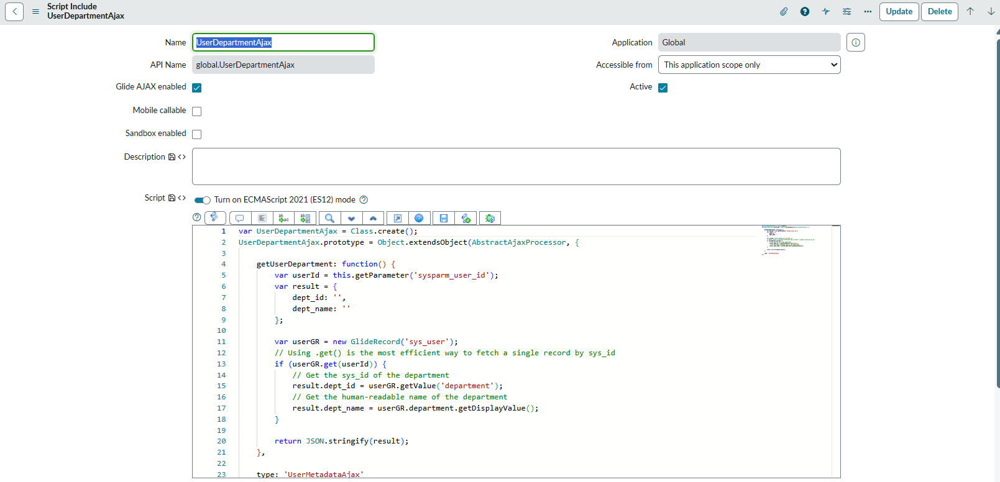 Script Include
UserDepartmentAjax
Update
Delete
Name
UserDepartmentAjax
Application
Global
API Name
global.UserDepartmentAjax
Accessible from
This application scope only
Glide AJAX enabled
Active
Mobile callable
Sandbox enabled
Description
Script
Turn on ECMAScript 2021 (ES12) mode
1 var UserDepartmentAjax = Class.create();
2 UserDepartmentAjax.prototype = Object.extendsObject(AbstractAjaxProcessor, {
3
4 getUserDepartment: function() {
5 var userId = this.getParameter('sysparm_user_id');
6 var result = {
7 dept_id: '',
8 dept_name: ''
9 };
10
11 var userGR = new GlideRecord('sys_user');
12 // Using .get() is the most efficient way to fetch a single record by sys_id
13 if (userGR.get(userId)) {
14 // Get the sys_id of the department
15 result.dept_id = userGR.getValue('department');
16 // Get the human-readable name of the department
17 result.dept_name = userGR.department.getDisplayValue();
18 }
19
20 return JSON.stringify(result);
21 },
22
23 type: 'UserMetadataAjax'